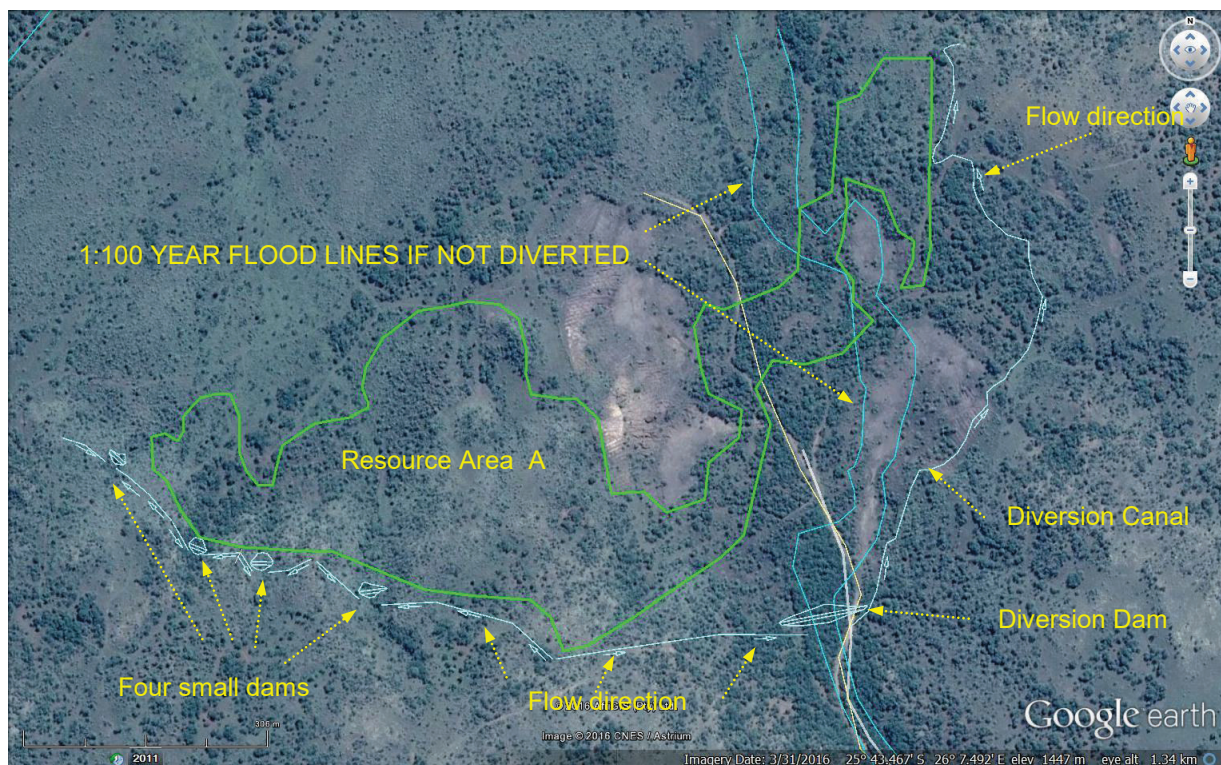 N
Flow direction
1:100 YEAR FLOOD LINES IF NOT DIVERTED
Resource Area A
Diversion Canal
Diversion Dam
Four small dams
Flow direction
306 m
Image © 2016 CNES / Astrium
Google earth
2011
Imagery Date: 3/31/2016 25° 43.467' S 26° 7.492' E elev 1447 m eye alt 1.34 km